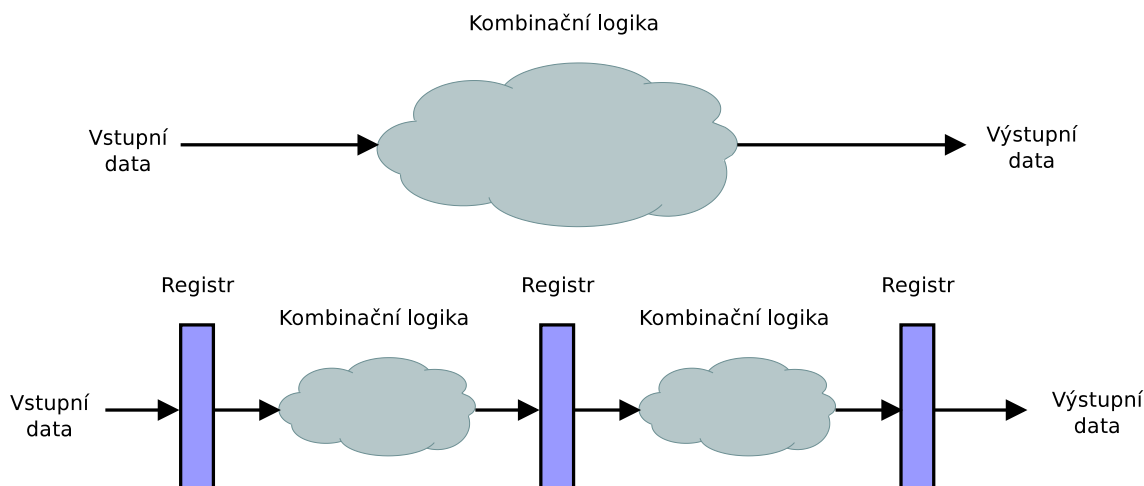 Kombinační logika
Vstupní
data
Výstupní
data
Registr
Registr
Registr
Kombinační logika
Kombinační logika
Vstupní
data
Výstupní
data